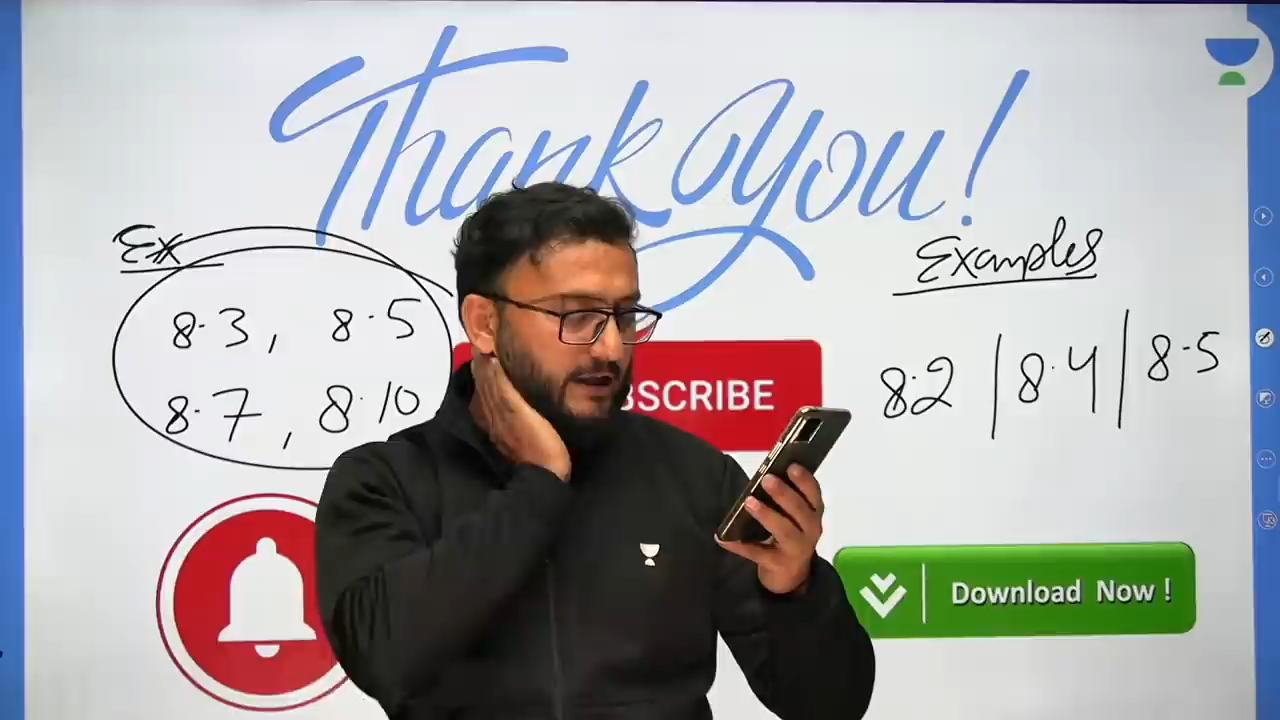 Thank You!
Ex
8.3, 8.5
8.7, 8.10
Examples
8.2 | 8.4 | 8.5
BSCRIBE
Download Now !